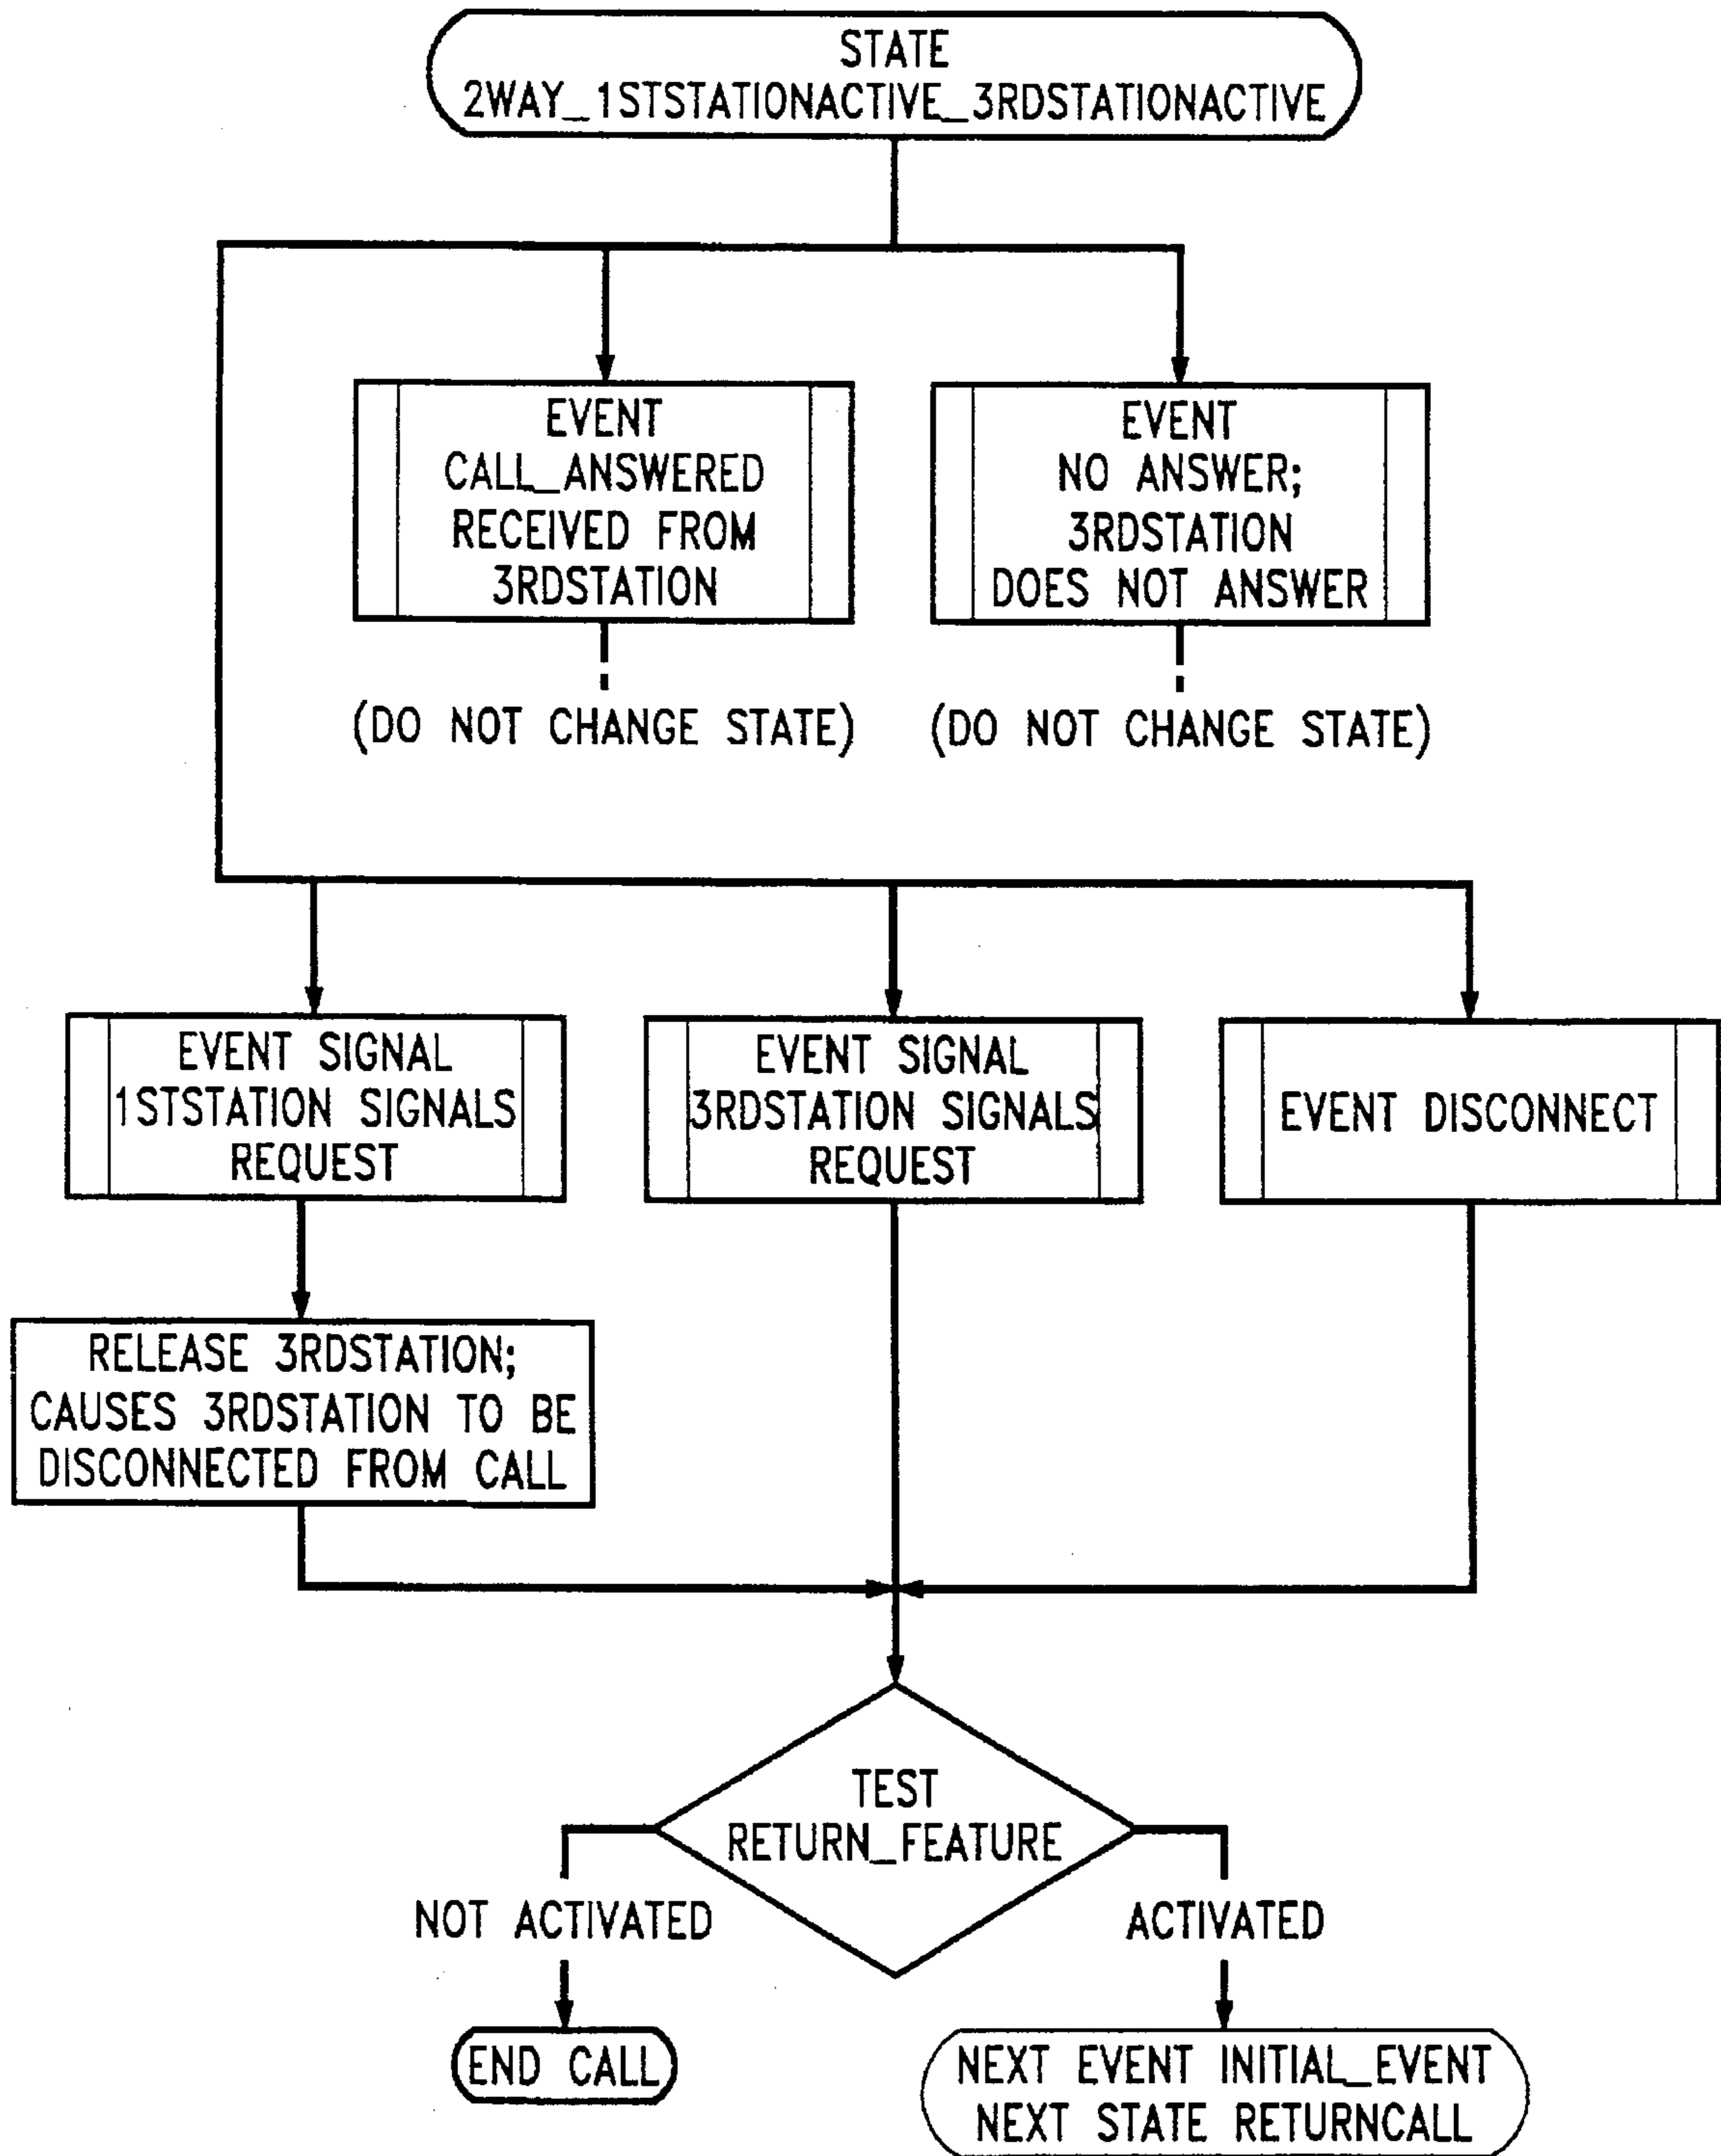 STATE
2WAY_1STSTATIONACTIVE_3RDSTATIONACTIVE
EVENT
CALL_ANSWERED
RECEIVED FROM
3RDSTATION
EVENT
NO ANSWER;
3RDSTATION
DOES NOT ANSWER
(DO NOT CHANGE STATE)
(DO NOT CHANGE STATE)
EVENT SIGNAL
1STSTATION SIGNALS
REQUEST
EVENT SIGNAL
3RDSTATION SIGNALS
REQUEST
EVENT DISCONNECT
RELEASE 3RDSTATION;
CAUSES 3RDSTATION TO BE
DISCONNECTED FROM CALL
TEST
RETURN_FEATURE
NOT ACTIVATED
ACTIVATED
END CALL
NEXT EVENT INITIAL_EVENT
NEXT STATE RETURNCALL